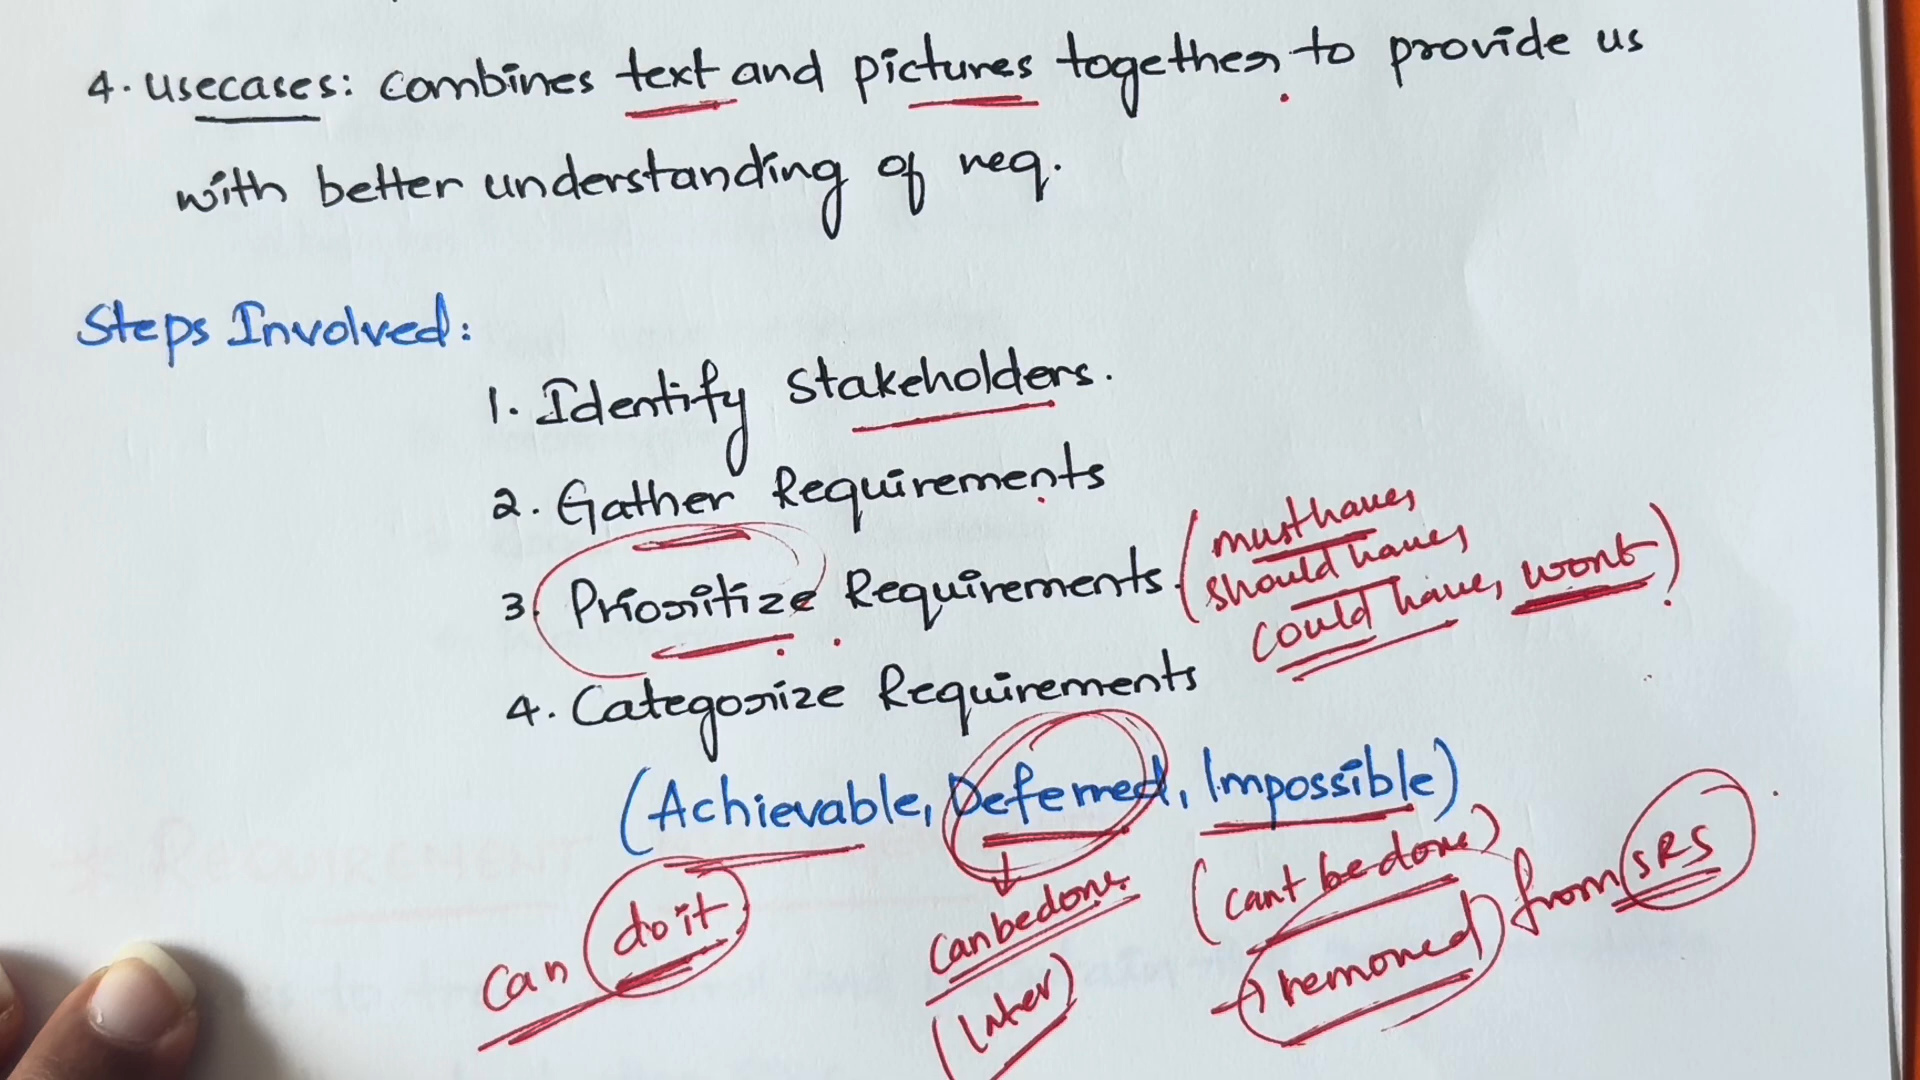 4. usecases: combines text and pictures together to provide us
with better understanding of req.
Steps Involved:
1. Identify stakeholders.
2. Gather Requirements
3. Prioritize Requirements. (must haves,
should haves,
could have, wont)
4. Categorize Requirements
(Achievable, Deferred, Impossible)
can do it
can be done
(later)
(cant be done)
→ removed from SRS